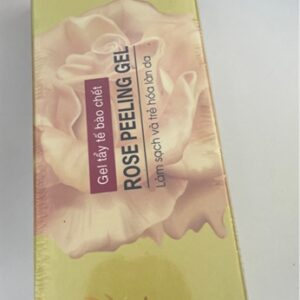 Gel tẩy tế bào chết
ROSE PEELING GEL
Làm sạch và trẻ hóa làn da